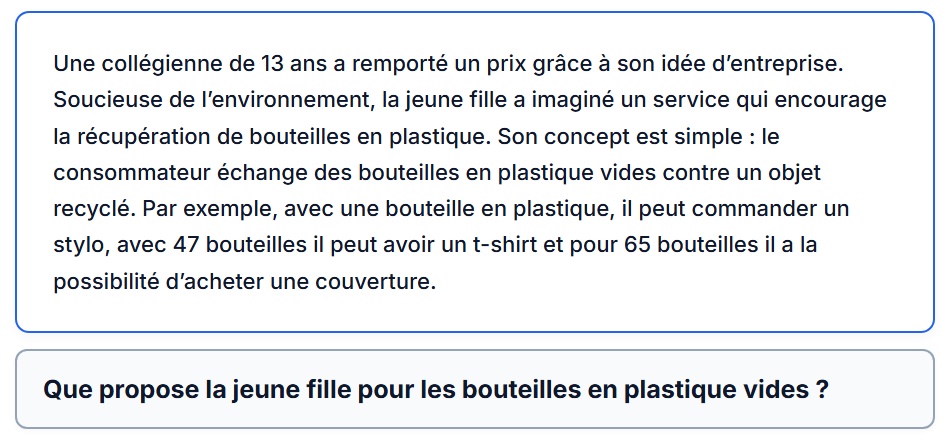 Une collégienne de 13 ans a remporté un prix grâce à son idée d’entreprise.
Soucieuse de l’environnement, la jeune fille a imaginé un service qui encourage
la récupération de bouteilles en plastique. Son concept est simple : le
consommateur échange des bouteilles en plastique vides contre un objet
recyclé. Par exemple, avec une bouteille en plastique, il peut commander un
stylo, avec 47 bouteilles il peut avoir un t-shirt et pour 65 bouteilles il a la
possibilité d’acheter une couverture.
Que propose la jeune fille pour les bouteilles en plastique vides ?